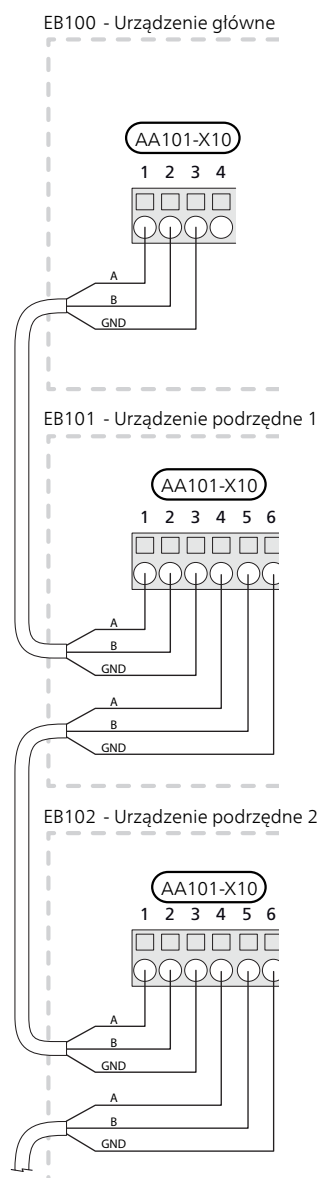 EB100 - Urządzenie główne
AA101-X10
1 2 3 4
A
B
GND
EB101 - Urządzenie podrzędne 1
AA101-X10
1 2 3 4 5 6
A
B
GND
A
B
GND
EB102 - Urządzenie podrzędne 2
AA101-X10
1 2 3 4 5 6
A
B
GND
A
B
GND